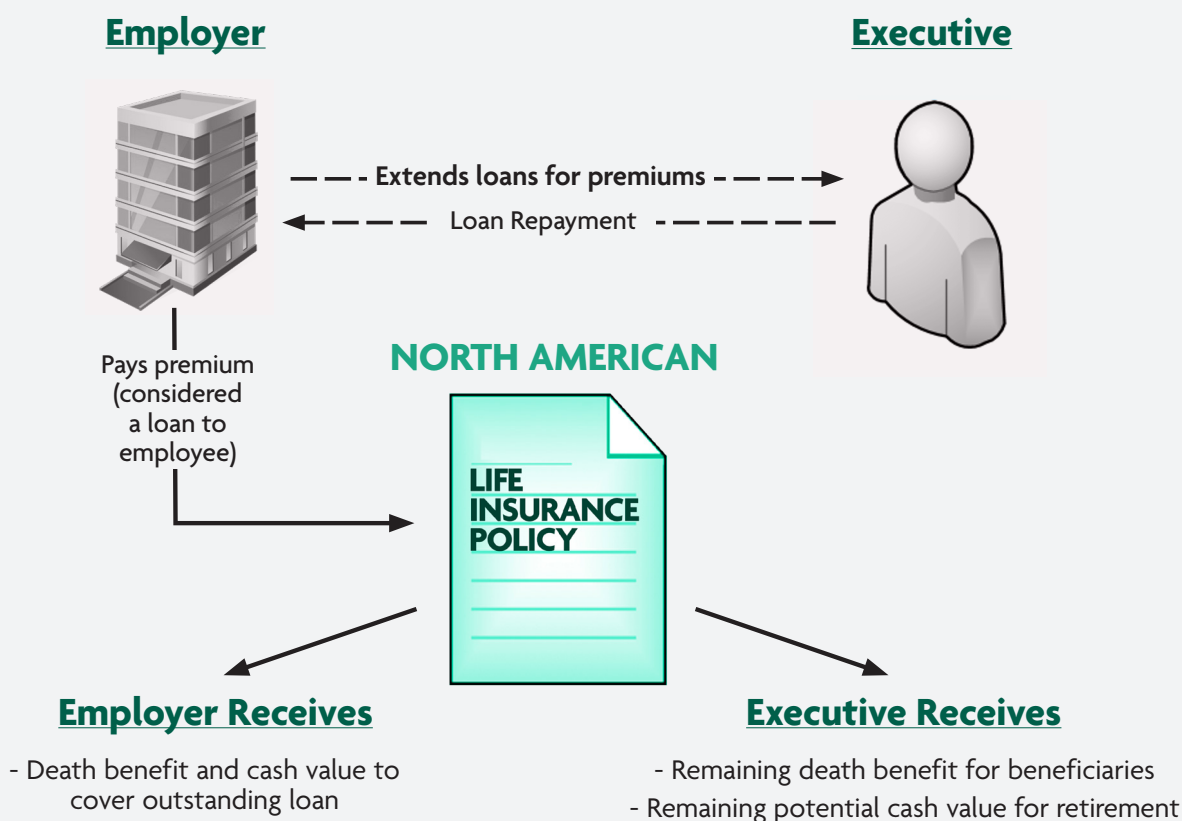 Employer
Executive
Extends loans for premiums
Loan Repayment
Pays premium
(considered
a loan to
employee)
NORTH AMERICAN
LIFE
INSURANCE
POLICY
Employer Receives
- Death benefit and cash value to
cover outstanding loan
Executive Receives
- Remaining death benefit for beneficiaries
- Remaining potential cash value for retirement